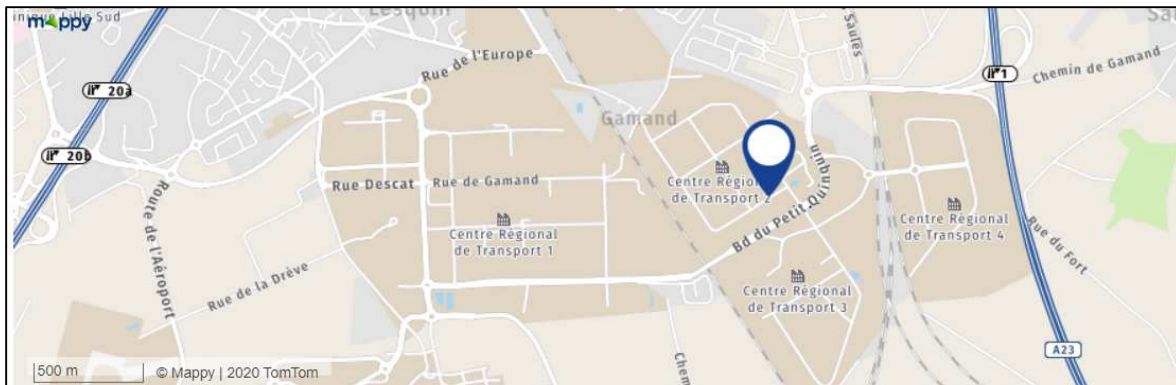 Lille Sud
mappy
Rue de l'Europe
Saules
1
Chemin de Gamand
20a
Gamand
20b
Rue Descat
Rue de Gamand
Centre Régional
de Transport 2
Route de l'Aéroport
Centre Régional
de Transport 1
Bd du Petit Quinquin
Centre Régional
de Transport 4
Rue du Fort
Rue de la Drève
Centre Régional
de Transport 3
A23
500 m
© Mappy | 2020 TomTom